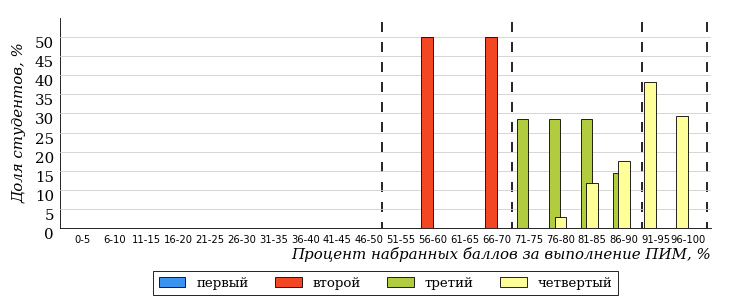 Доля студентов, %
50
45
40
35
30
25
20
15
10
5
0
0-5 6-10 11-15 16-20 21-25 26-30 31-35 36-40 41-45 46-50 51-55 56-60 61-65 66-70 71-75 76-80 81-85 86-90 91-95 96-100
Процент набранных баллов за выполнение ПИМ, %
первый второй третий четвертый